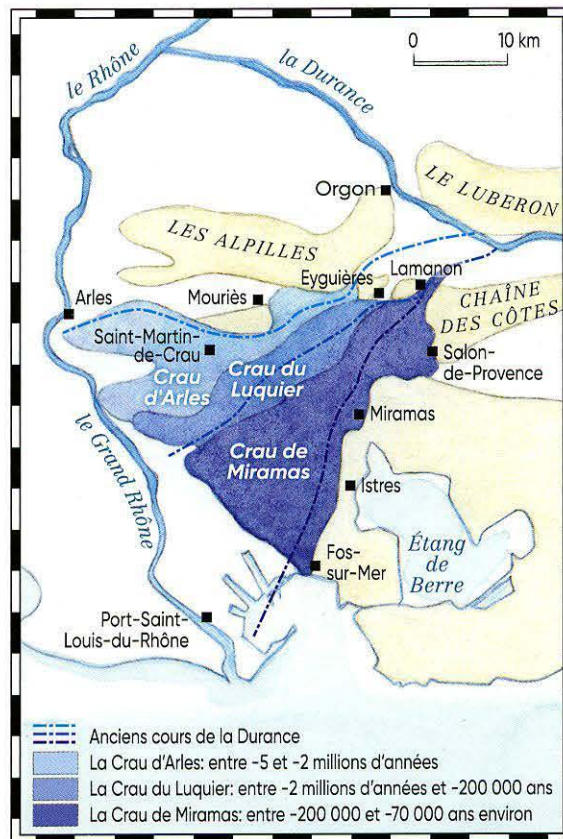 0 10 km
le Rhône
la Durance
Orgon
LE LUBERON
LES ALPILLES
Eyguières
Lamanon
Arles
Mouriès
CHAÎNE
DES CÔTES
Saint-Martin-
de-Crau
Crau
d'Arles
Crau du
Luquier
Salon-
de-Provence
Miramas
le Grand Rhône
Crau de
Miramas
Istres
Étang
de
Berre
Fos-
sur-Mer
Port-Saint-
Louis-du-Rhône
Anciens cours de la Durance
La Crau d'Arles: entre -5 et -2 millions d'années
La Crau du Luquier: entre -2 millions d'années et -200 000 ans
La Crau de Miramas: entre -200 000 et -70 000 ans environ